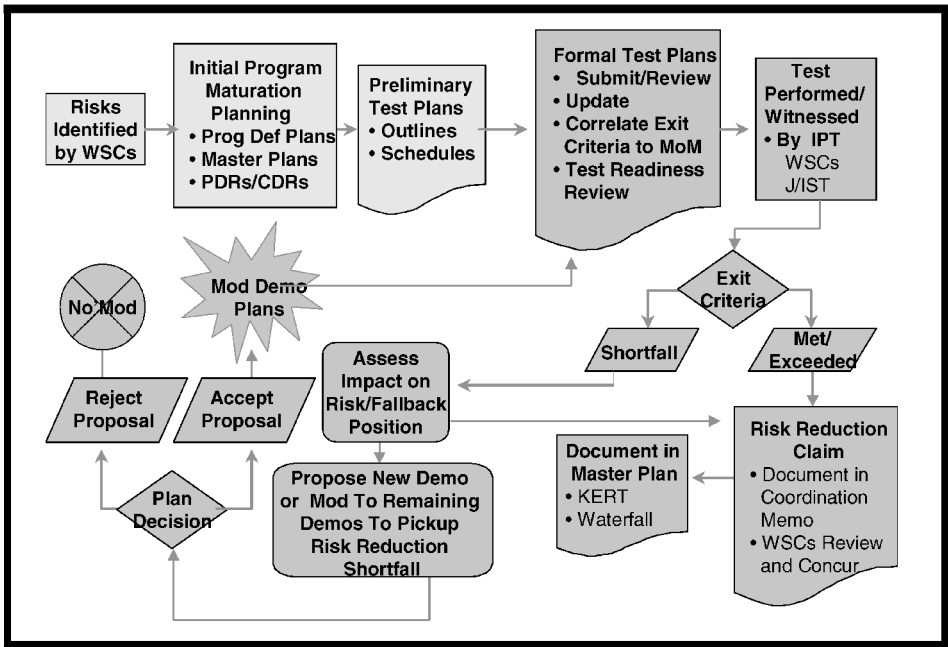 Risks
Identified
by WSCs
Initial Program
Maturation
Planning
• Prog Def Plans
• Master Plans
• PDRs/CDRs
Preliminary
Test Plans
• Outlines
• Schedules
Formal Test Plans
• Submit/Review
• Update
• Correlate Exit
Criteria to MoM
• Test Readiness
Review
Test
Performed/
Witnessed
• By IPT
WSCs
J/IST
Exit
Criteria
Shortfall
Met/
Exceeded
No Mod
Mod Demo
Plans
Reject
Proposal
Accept
Proposal
Assess
Impact on
Risk/Fallback
Position
Plan
Decision
Propose New Demo
or Mod To Remaining
Demos To Pickup
Risk Reduction
Shortfall
Document in
Master Plan
• KERT
• Waterfall
Risk Reduction
Claim
• Document in
Coordination
Memo
• WSCs Review
and Concur